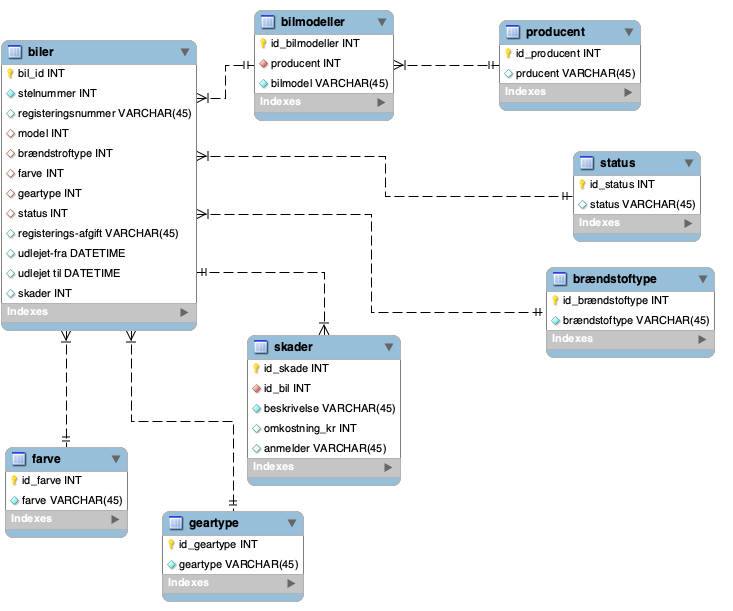 biler
bil_id INT
stelnummer INT
registeringsnummer VARCHAR(45)
model INT
brændstroftype INT
farve INT
geartype INT
status INT
registerings-afgift VARCHAR(45)
udlejet-fra DATETIME
udlejet til DATETIME
skader INT
Indexes
bilmodeller
id_bilmodeller INT
producent INT
bilmodel VARCHAR(45)
Indexes
producent
id_producent INT
prducent VARCHAR(45)
Indexes
status
id_status INT
status VARCHAR(45)
Indexes
brændstoftype
id_brændstoftype INT
brændstoftype VARCHAR(45)
Indexes
skader
id_skade INT
id_bil INT
beskrivelse VARCHAR(45)
omkostning_kr INT
anmelder VARCHAR(45)
Indexes
farve
id_farve INT
farve VARCHAR(45)
Indexes
geartype
id_geartype INT
geartype VARCHAR(45)
Indexes